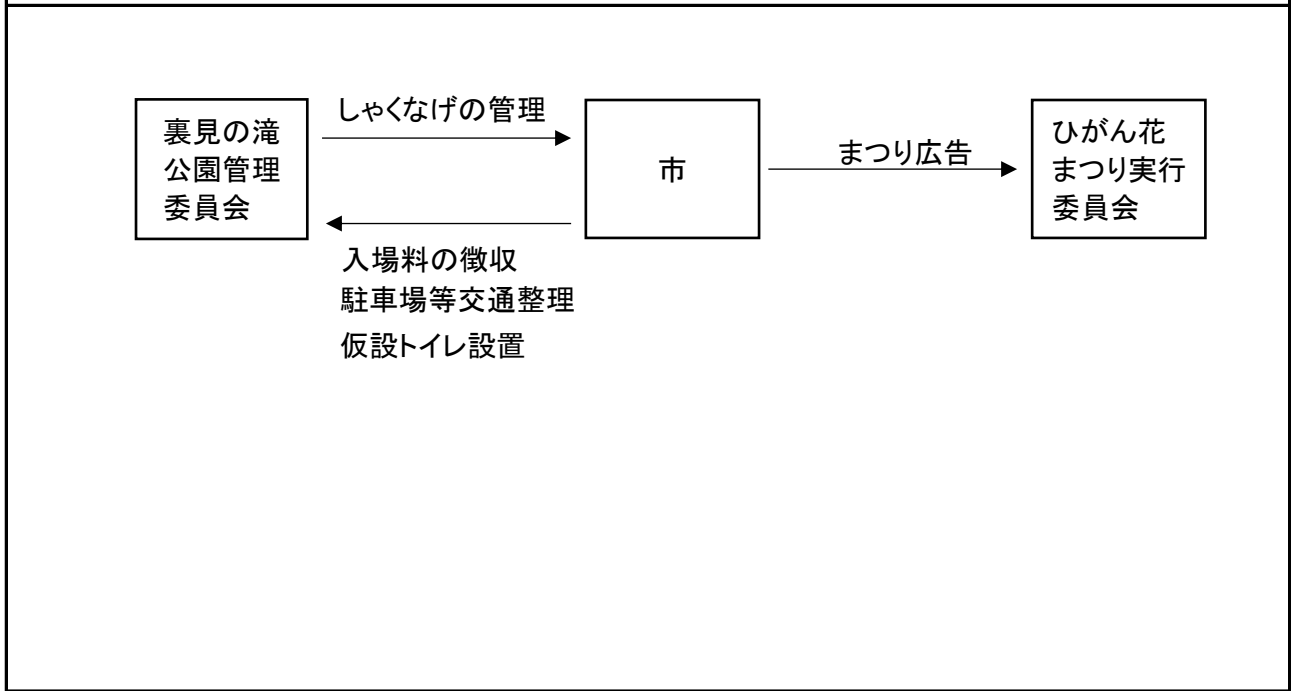 裏見の滝
公園管理
委員会
しゃくなげの管理
入場料の徴収
駐車場等交通整理
仮設トイレ設置
市
まつり広告
ひがん花
まつり実行
委員会